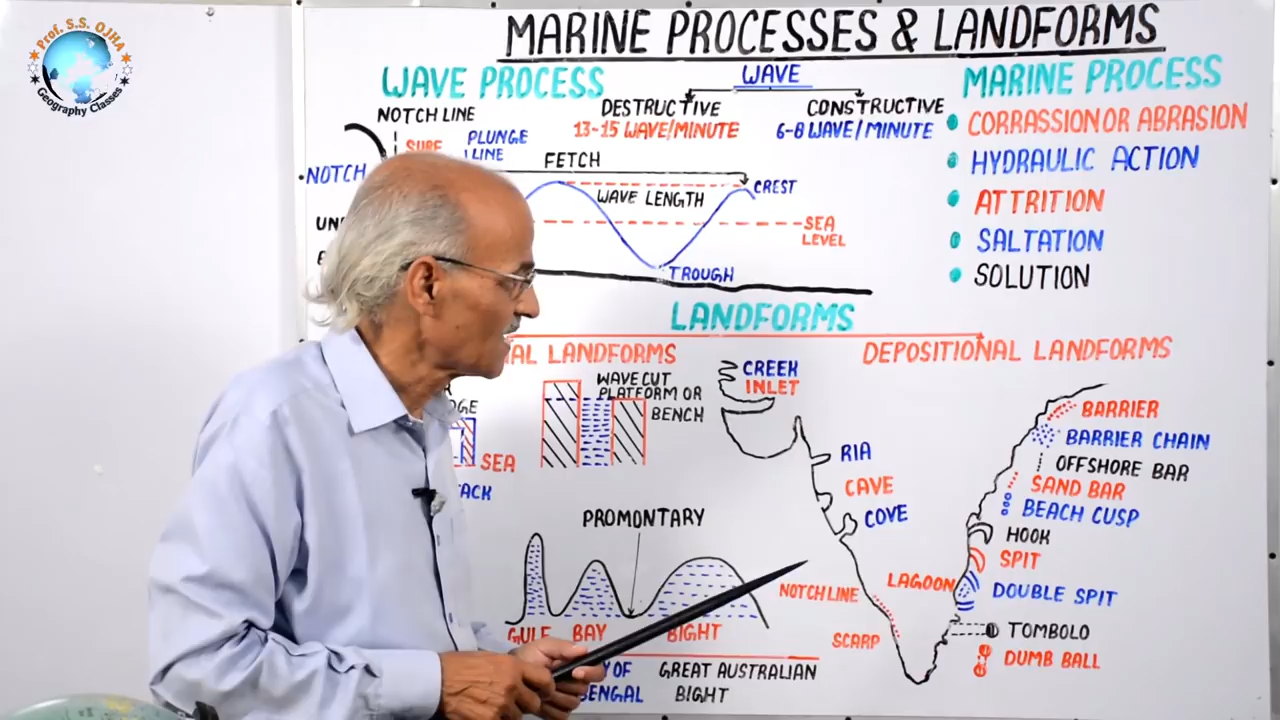 Prof. S.S. OJHA
Geography Classes
MARINE PROCESSES & LANDFORMS
WAVE PROCESS
WAVE
DESTRUCTIVE
13-15 WAVE/MINUTE
CONSTRUCTIVE
6-8 WAVE/MINUTE
NOTCH LINE
SURF
PLUNGE
LINE
NOTCH
FETCH
CREST
WAVE LENGTH
SEA
LEVEL
TROUGH
MARINE PROCESS
CORRASSION OR ABRASION
HYDRAULIC ACTION
ATTRITION
SALTATION
SOLUTION
LANDFORMS
AL LANDFORMS
DEPOSITIONAL LANDFORMS
WAVE CUT
PLATFORM OR
BENCH
SEA
PROMONTARY
GULF
BAY
BIGHT
Y OF
BENGAL
GREAT AUSTRALIAN
BIGHT
CREEK
INLET
RIA
CAVE
COVE
NOTCH LINE
SCARP
LAGOON
BARRIER
BARRIER CHAIN
OFFSHORE BAR
SAND BAR
BEACH CUSP
HOOK
SPIT
DOUBLE SPIT
TOMBOLO
DUMB BALL